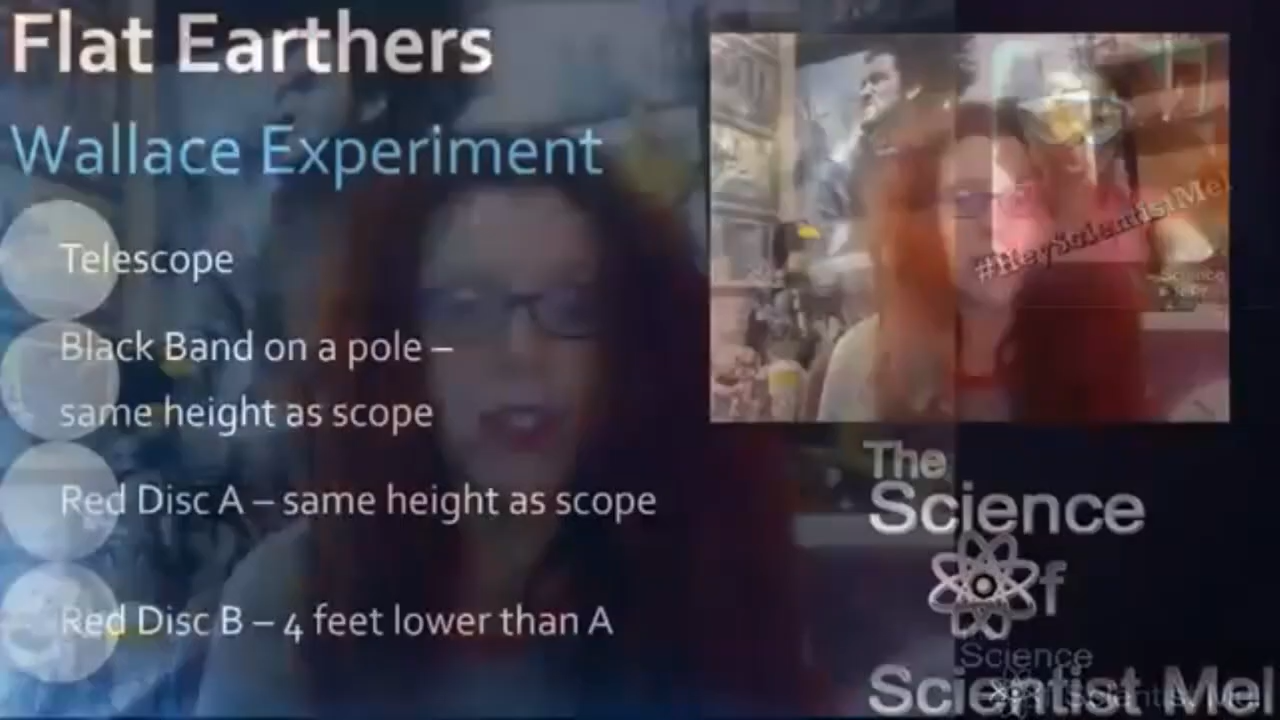 Flat Earthers
Wallace Experiment
Telescope
Black Band on a pole –
same height as scope
Red Disc A – same height as scope
Red Disc B – 4 feet lower than A
#HeyScientistMel
Science
The
Science
Of
Science
Scientist Mel